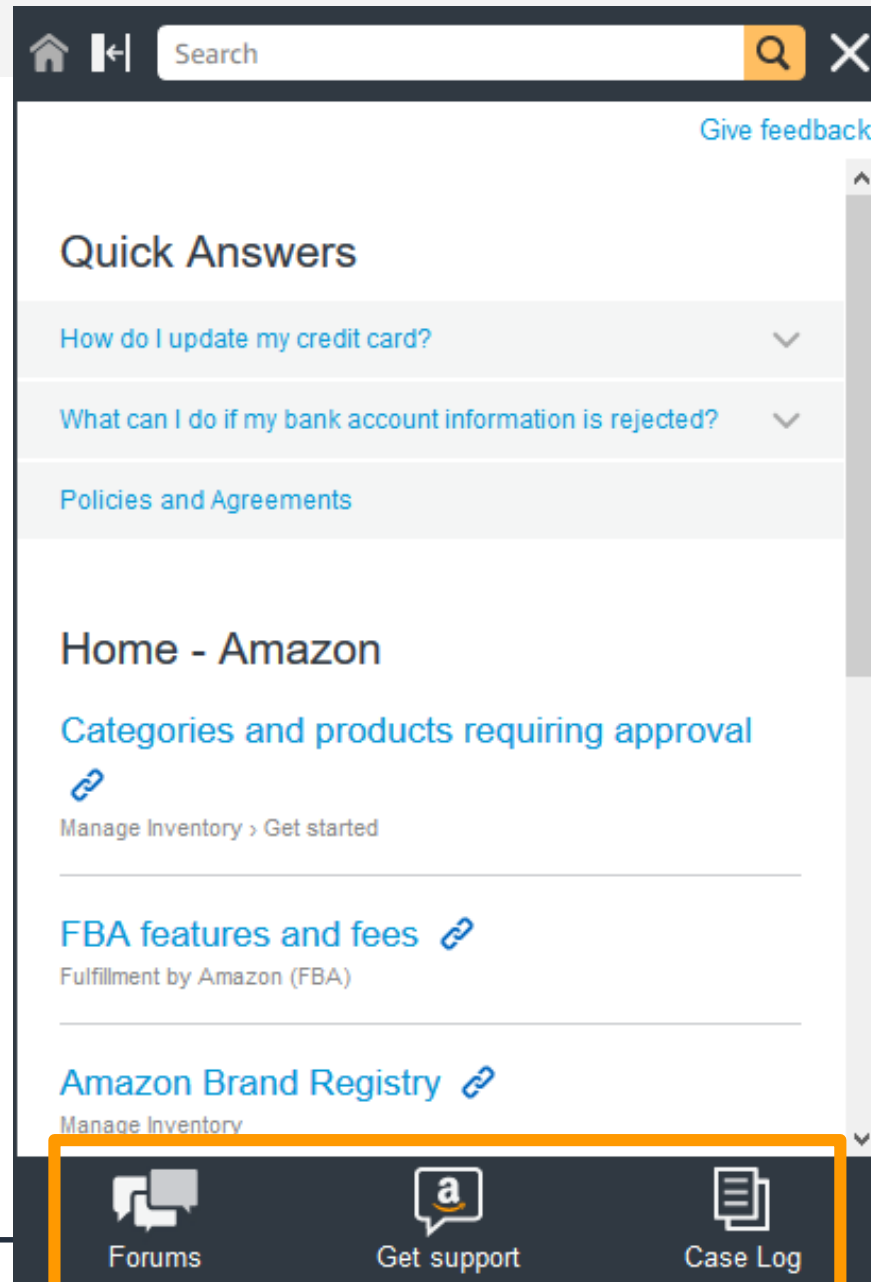 Search
Give feedback
Quick Answers
How do I update my credit card?
What can I do if my bank account information is rejected?
Policies and Agreements
Home - Amazon
Categories and products requiring approval
Manage Inventory › Get started
FBA features and fees
Fulfillment by Amazon (FBA)
Amazon Brand Registry
Manage Inventory
a
Forums
Get support
Case Log